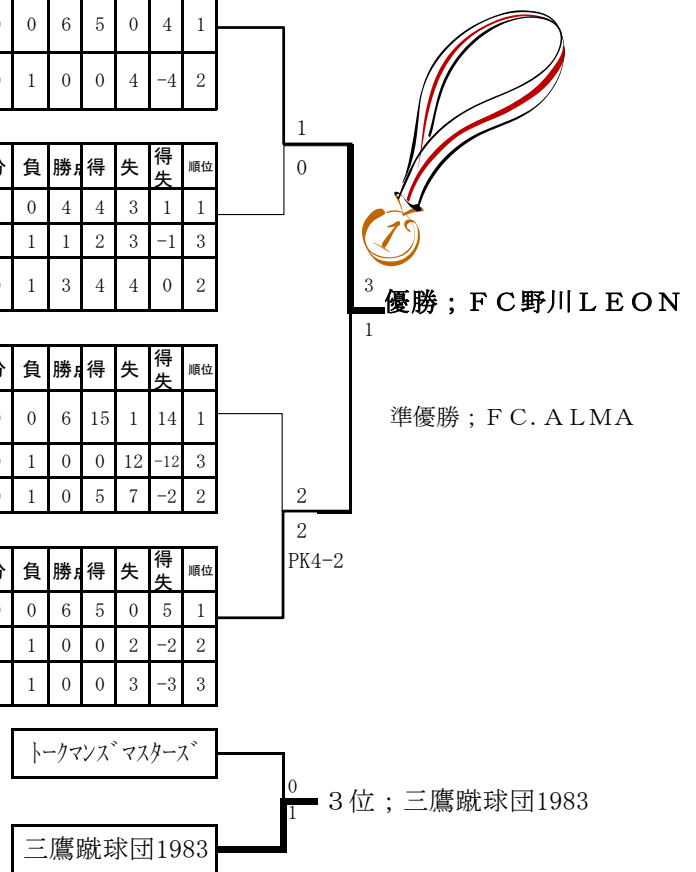 0 6 5 0 4 1
1 0 0 4 -4 2
1
0
負 勝点 得 失 得失 順位
0 4 4 3 1 1
1 1 2 3 -1 3
1 3 4 4 0 2
3
優勝；ＦＣ野川ＬＥＯＮ
1
負 勝点 得 失 得失 順位
0 6 15 1 14 1
1 0 0 12 -12 3
1 0 5 7 -2 2
準優勝；ＦＣ.ＡＬＭＡ
2
2
PK4-2
負 勝点 得 失 得失 順位
0 6 5 0 5 1
1 0 0 2 -2 2
1 0 0 3 -3 3
ﾄｰｸﾏﾝｽﾞﾏｽﾀｰｽﾞ
0
1
３位；三鷹蹴球団1983
三鷹蹴球団1983
1